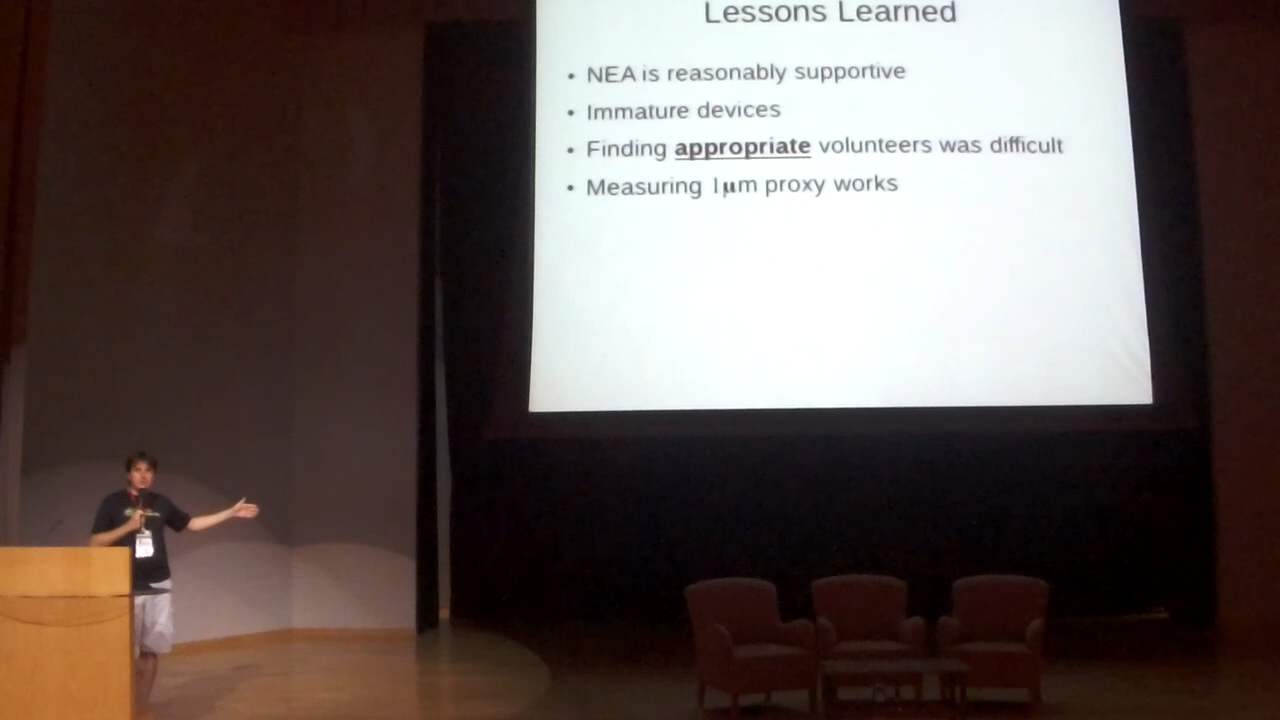 Lessons Learned
• NEA is reasonably supportive
• Immature devices
• Finding appropriate volunteers was difficult
• Measuring 1µm proxy works